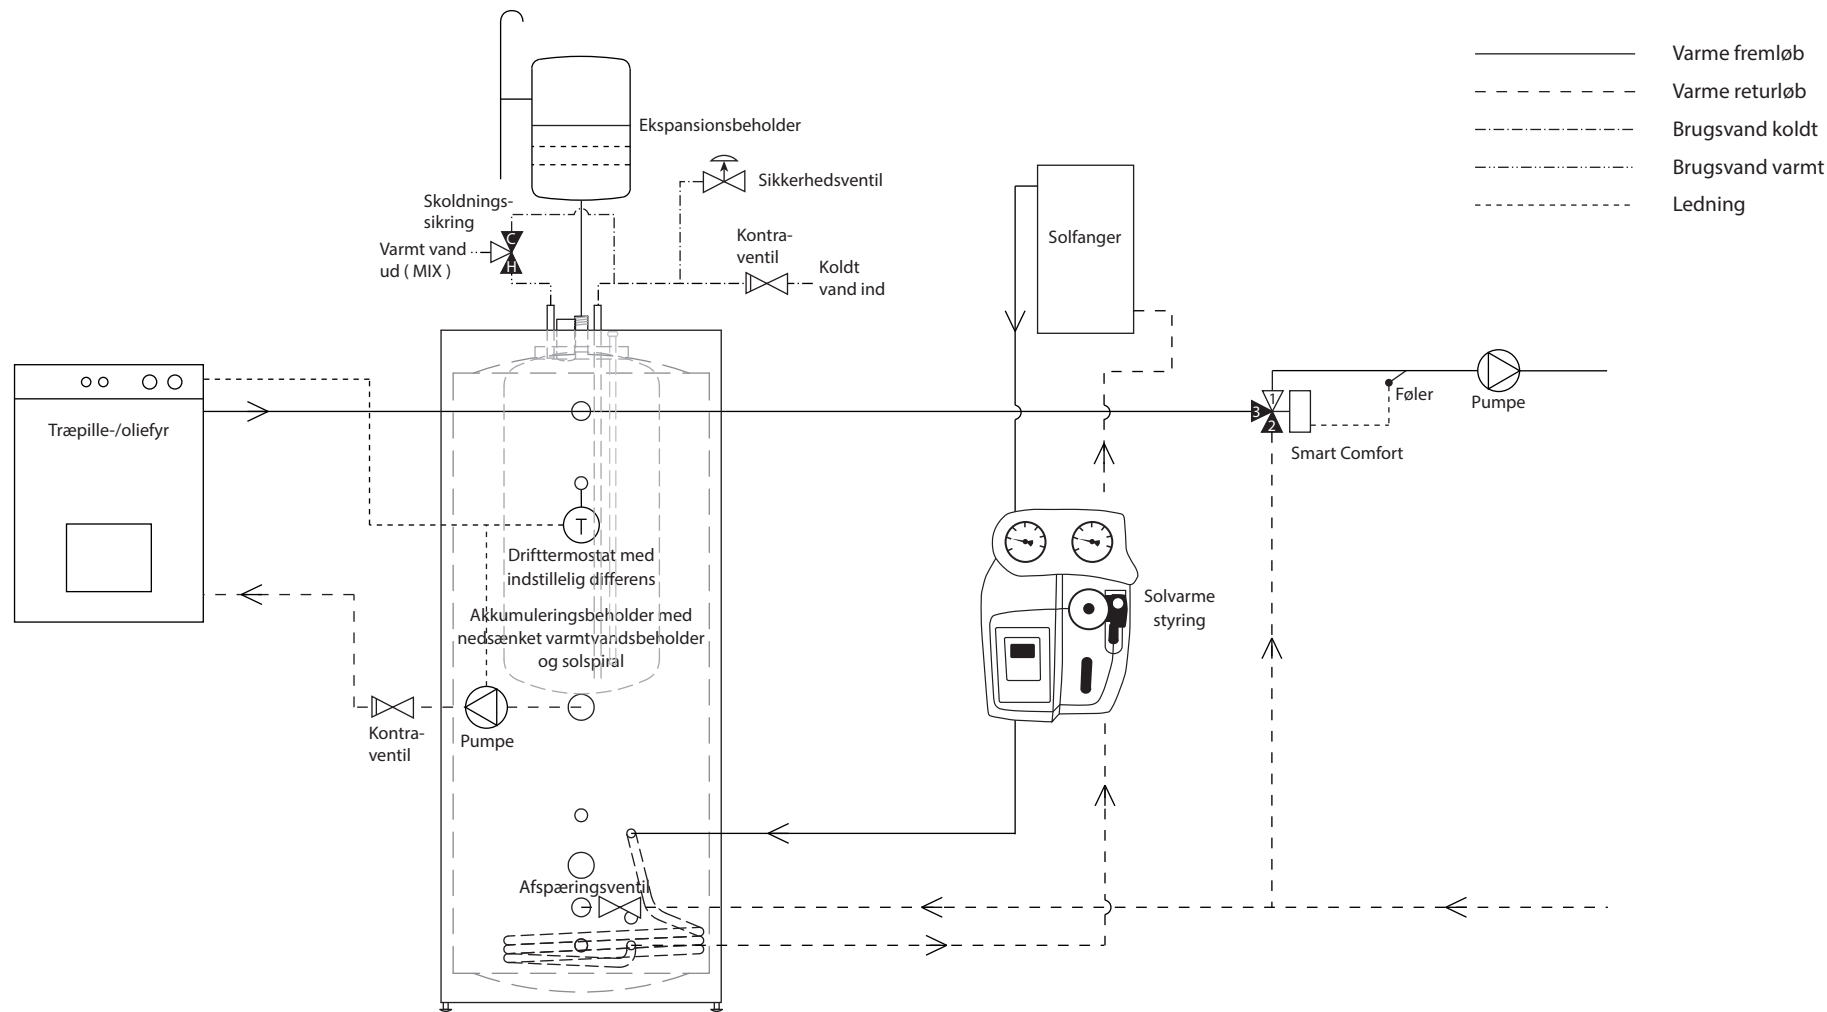 Varme fremløb
Varme returløb
Brugsvand koldt
Brugsvand varmt
Ledning
Ekspansionsbeholder
Sikkerhedsventil
Skoldnings-
sikring
C
H
Varmt vand
ud ( MIX )
Kontra-
ventil
Koldt
vand ind
Solfanger
Træpille-/oliefyr
1
3
2
Føler
Pumpe
Smart Comfort
T
Drifttermostat med
indstillelig differens
Akkumuleringsbeholder med
nedsænket varmtvandsbeholder
og solspiral
Solvarme
styring
Kontra-
ventil
Pumpe
Afspæringsventil